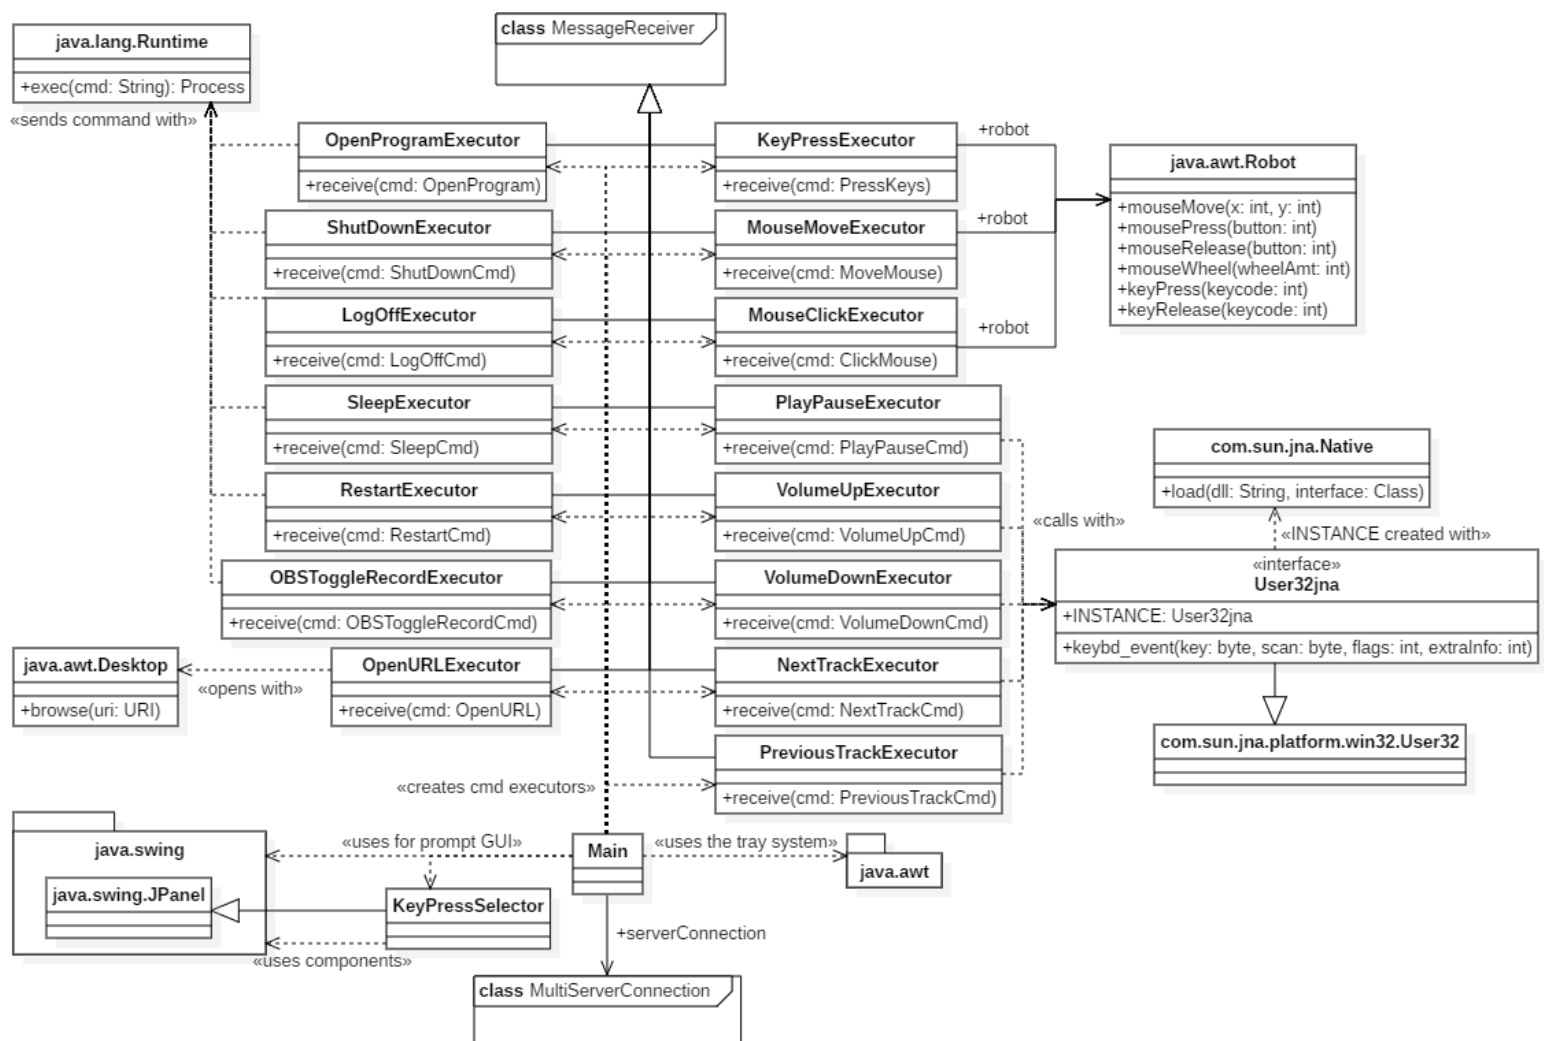 class MessageReceiver
java.lang.Runtime
+exec(cmd: String): Process
«sends command with»
OpenProgramExecutor
+receive(cmd: OpenProgram)
KeyPressExecutor
+receive(cmd: PressKeys)
+robot
java.awt.Robot
+mouseMove(x: int, y: int)
+mousePress(button: int)
+mouseRelease(button: int)
+mouseWheel(wheelAmt: int)
+keyPress(keycode: int)
+keyRelease(keycode: int)
ShutDownExecutor
+receive(cmd: ShutDownCmd)
MouseMoveExecutor
+receive(cmd: MoveMouse)
+robot
LogOffExecutor
+receive(cmd: LogOffCmd)
MouseClickExecutor
+receive(cmd: ClickMouse)
+robot
SleepExecutor
+receive(cmd: SleepCmd)
PlayPauseExecutor
+receive(cmd: PlayPauseCmd)
com.sun.jna.Native
+load(dll: String, interface: Class)
RestartExecutor
+receive(cmd: RestartCmd)
VolumeUpExecutor
+receive(cmd: VolumeUpCmd)
«calls with»
«INSTANCE created with»
OBSToggleRecordExecutor
+receive(cmd: OBSToggleRecordCmd)
VolumeDownExecutor
+receive(cmd: VolumeDownCmd)
«interface»
User32jna
+INSTANCE: User32jna
+keybd_event(key: byte, scan: byte, flags: int, extraInfo: int)
java.awt.Desktop
+browse(uri: URI)
«opens with»
OpenURLExecutor
+receive(cmd: OpenURL)
NextTrackExecutor
+receive(cmd: NextTrackCmd)
com.sun.jna.platform.win32.User32
PreviousTrackExecutor
+receive(cmd: PreviousTrackCmd)
«creates cmd executors»
java.swing
«uses for prompt GUI»
Main
«uses the tray system»
java.awt
java.swing.JPanel
KeyPressSelector
«uses components»
+serverConnection
class MultiServerConnection